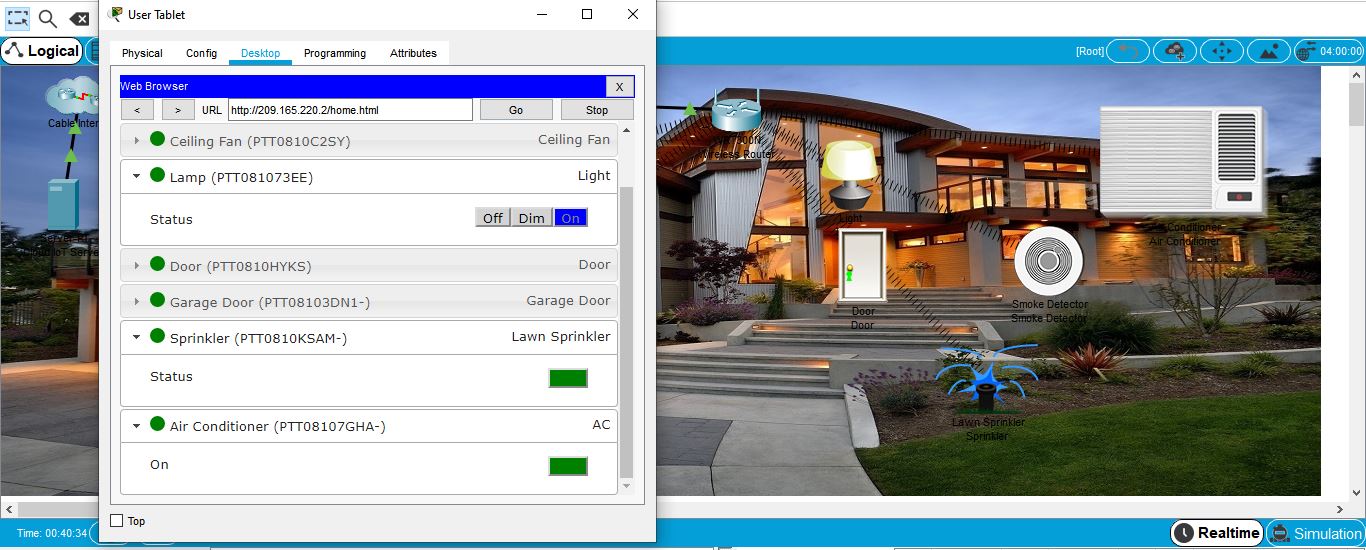 User Tablet
Physical Config Desktop Programming Attributes
Logical
[Root]
04:00:00
Web Browser X
< > URL http://209.165.220.2/home.html Go Stop
Ceiling Fan (PTT0810C2SY) Ceiling Fan
Lamp (PTT081073EE) Light
Status Off Dim On
Door (PTT0810HYKS) Door
Garage Door (PTT08103DN1-) Garage Door
Sprinkler (PTT0810KSAM-) Lawn Sprinkler
Status
Air Conditioner (PTT08107GHA-) AC
On
Top
Cable Inter
Wireless Router
Light
Door
Door
Smoke Detector
Smoke Detector
Air Conditioner
Air Conditioner
Lawn Sprinkler
Sprinkler
Time: 00:40:34
Realtime
Simulation